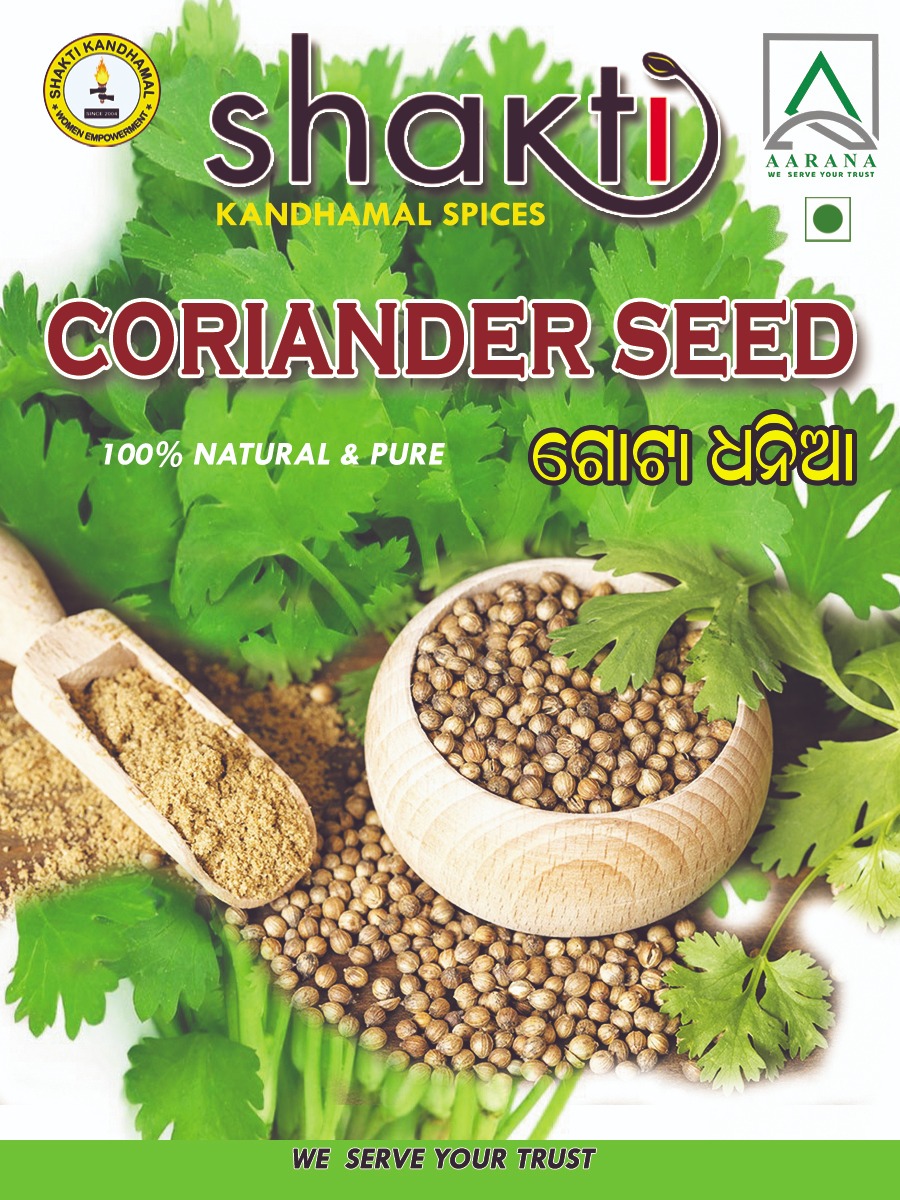 SHAKTI KANDHAMAL
SINCE 2004
WOMEN EMPOWERMENT
shakti
KANDHAMAL SPICES
AARANA
WE SERVE YOUR TRUST
CORIANDER SEED
100% NATURAL & PURE
ଗୋଟା ଧନିଆ
WE SERVE YOUR TRUST